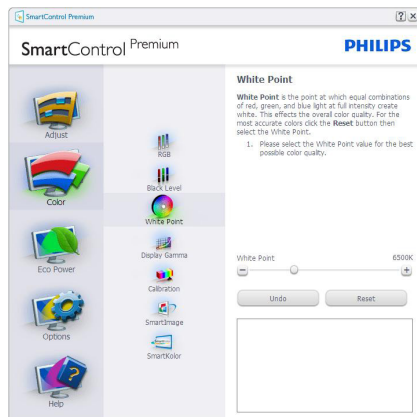 SmartControl Premium
? x
SmartControl Premium
PHILIPS
Adjust
Color
Eco Power
Options
Help
RGB
Black Level
White Point
Display Gamma
Calibration
SmartImage
SmartKolor
White Point
White Point is the point at which equal combinations
of red, green, and blue light at full intensity create
white. This effects the overall color quality. For the
most accurate colors click the Reset button then
select the White Point.
1. Please select the White Point value for the best
possible color quality.
White Point 6500K
Undo Reset